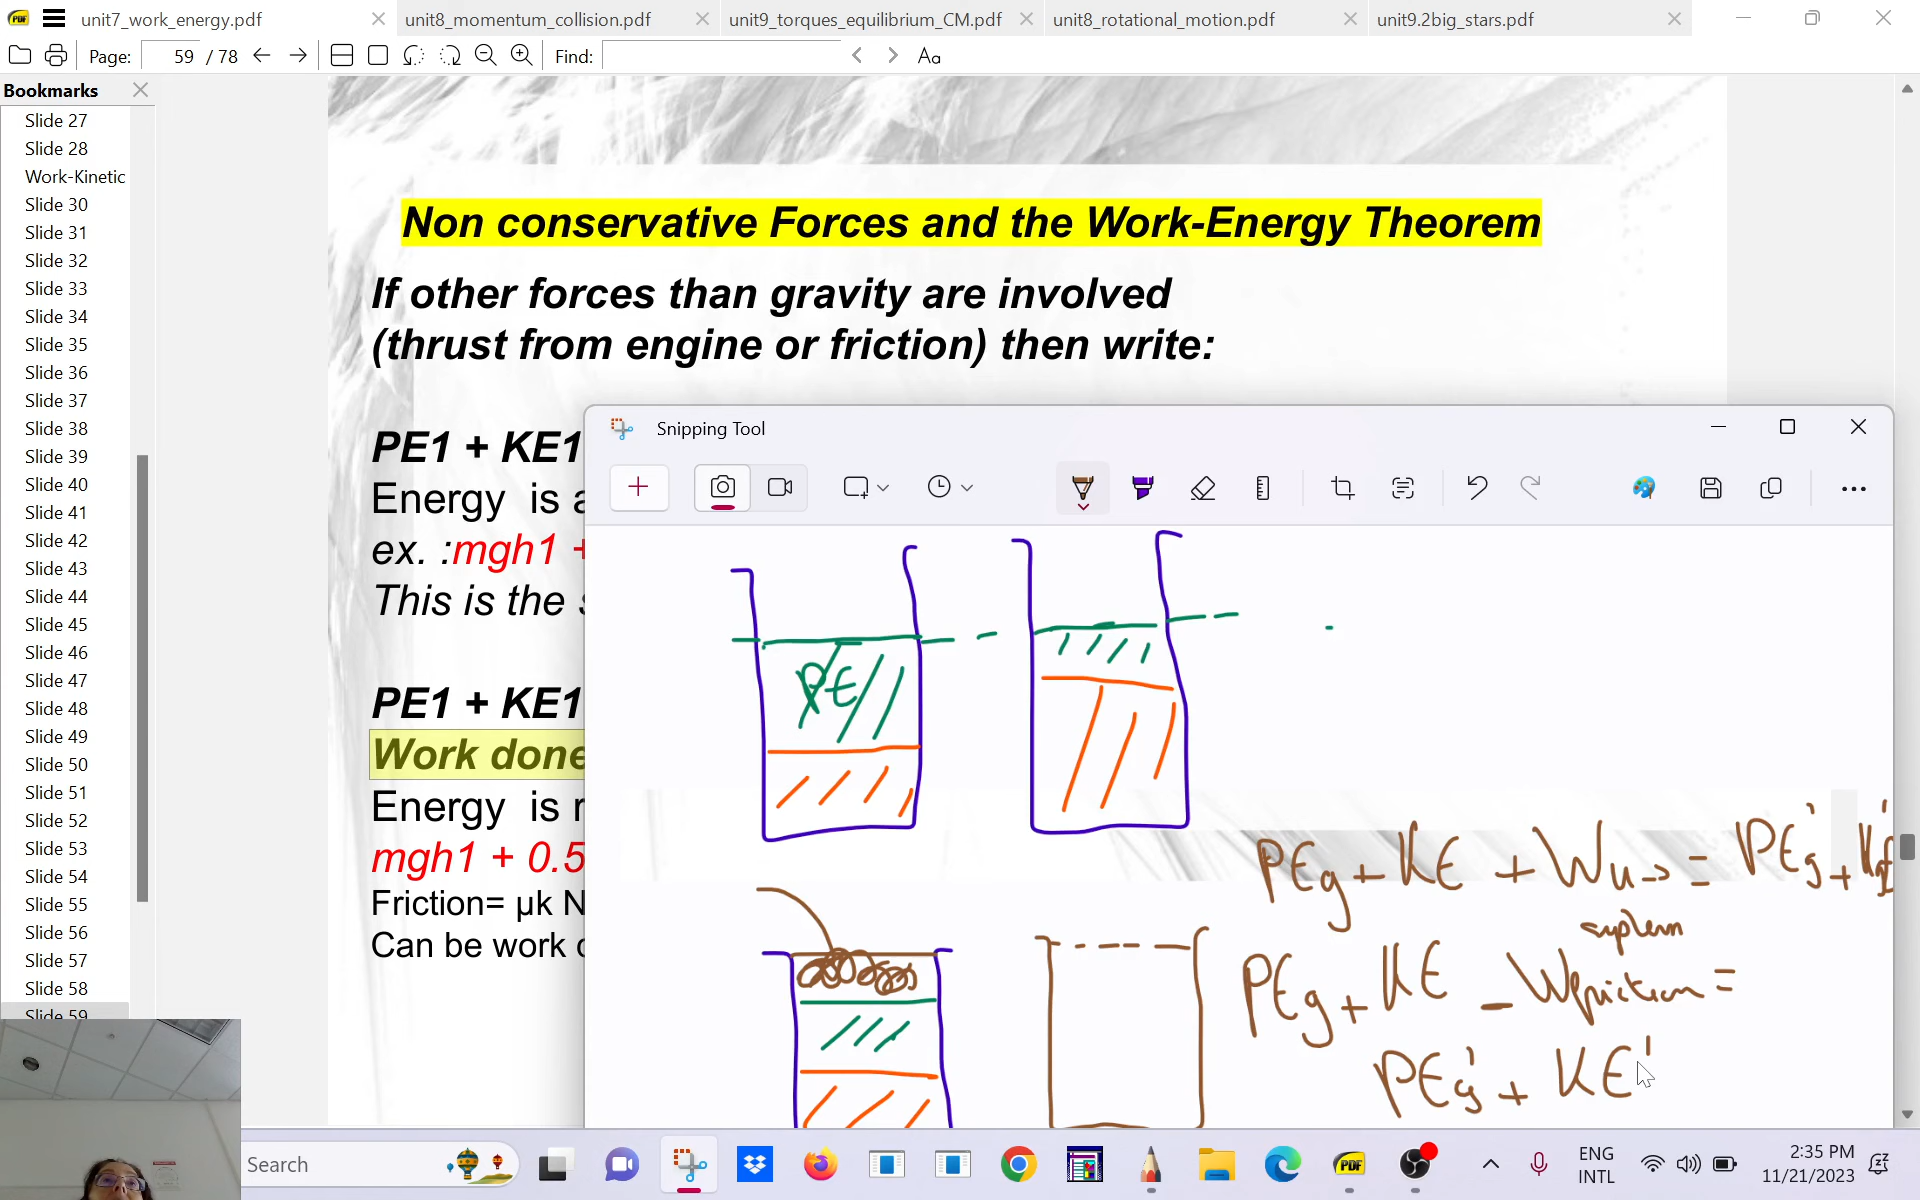 unit7_work_energy.pdf
unit8_momentum_collision.pdf
unit9_torques_equilibrium_CM.pdf
unit8_rotational_motion.pdf
unit9.2big_stars.pdf
Page: 59 / 78
Find:
Aa
Bookmarks
Slide 27
Slide 28
Work-Kinetic
Slide 30
Slide 31
Slide 32
Slide 33
Slide 34
Slide 35
Slide 36
Slide 37
Slide 38
Slide 39
Slide 40
Slide 41
Slide 42
Slide 43
Slide 44
Slide 45
Slide 46
Slide 47
Slide 48
Slide 49
Slide 50
Slide 51
Slide 52
Slide 53
Slide 54
Slide 55
Slide 56
Slide 57
Slide 58
Slide 59
Non conservative Forces and the Work-Energy Theorem
If other forces than gravity are involved
(thrust from engine or friction) then write:
PE1 + KE1
Energy is a
ex. :mgh1 +
This is the s
PE1 + KE1
Work done
Energy is r
mgh1 + 0.5
Friction= µk N
Can be work
Snipping Tool
PE
PEg + KE + Wu→ = PE'g +
PEg + KE - Wfriction =
PE'g + KE'
Search
PDF
ENG
INTL
2:35 PM
11/21/2023